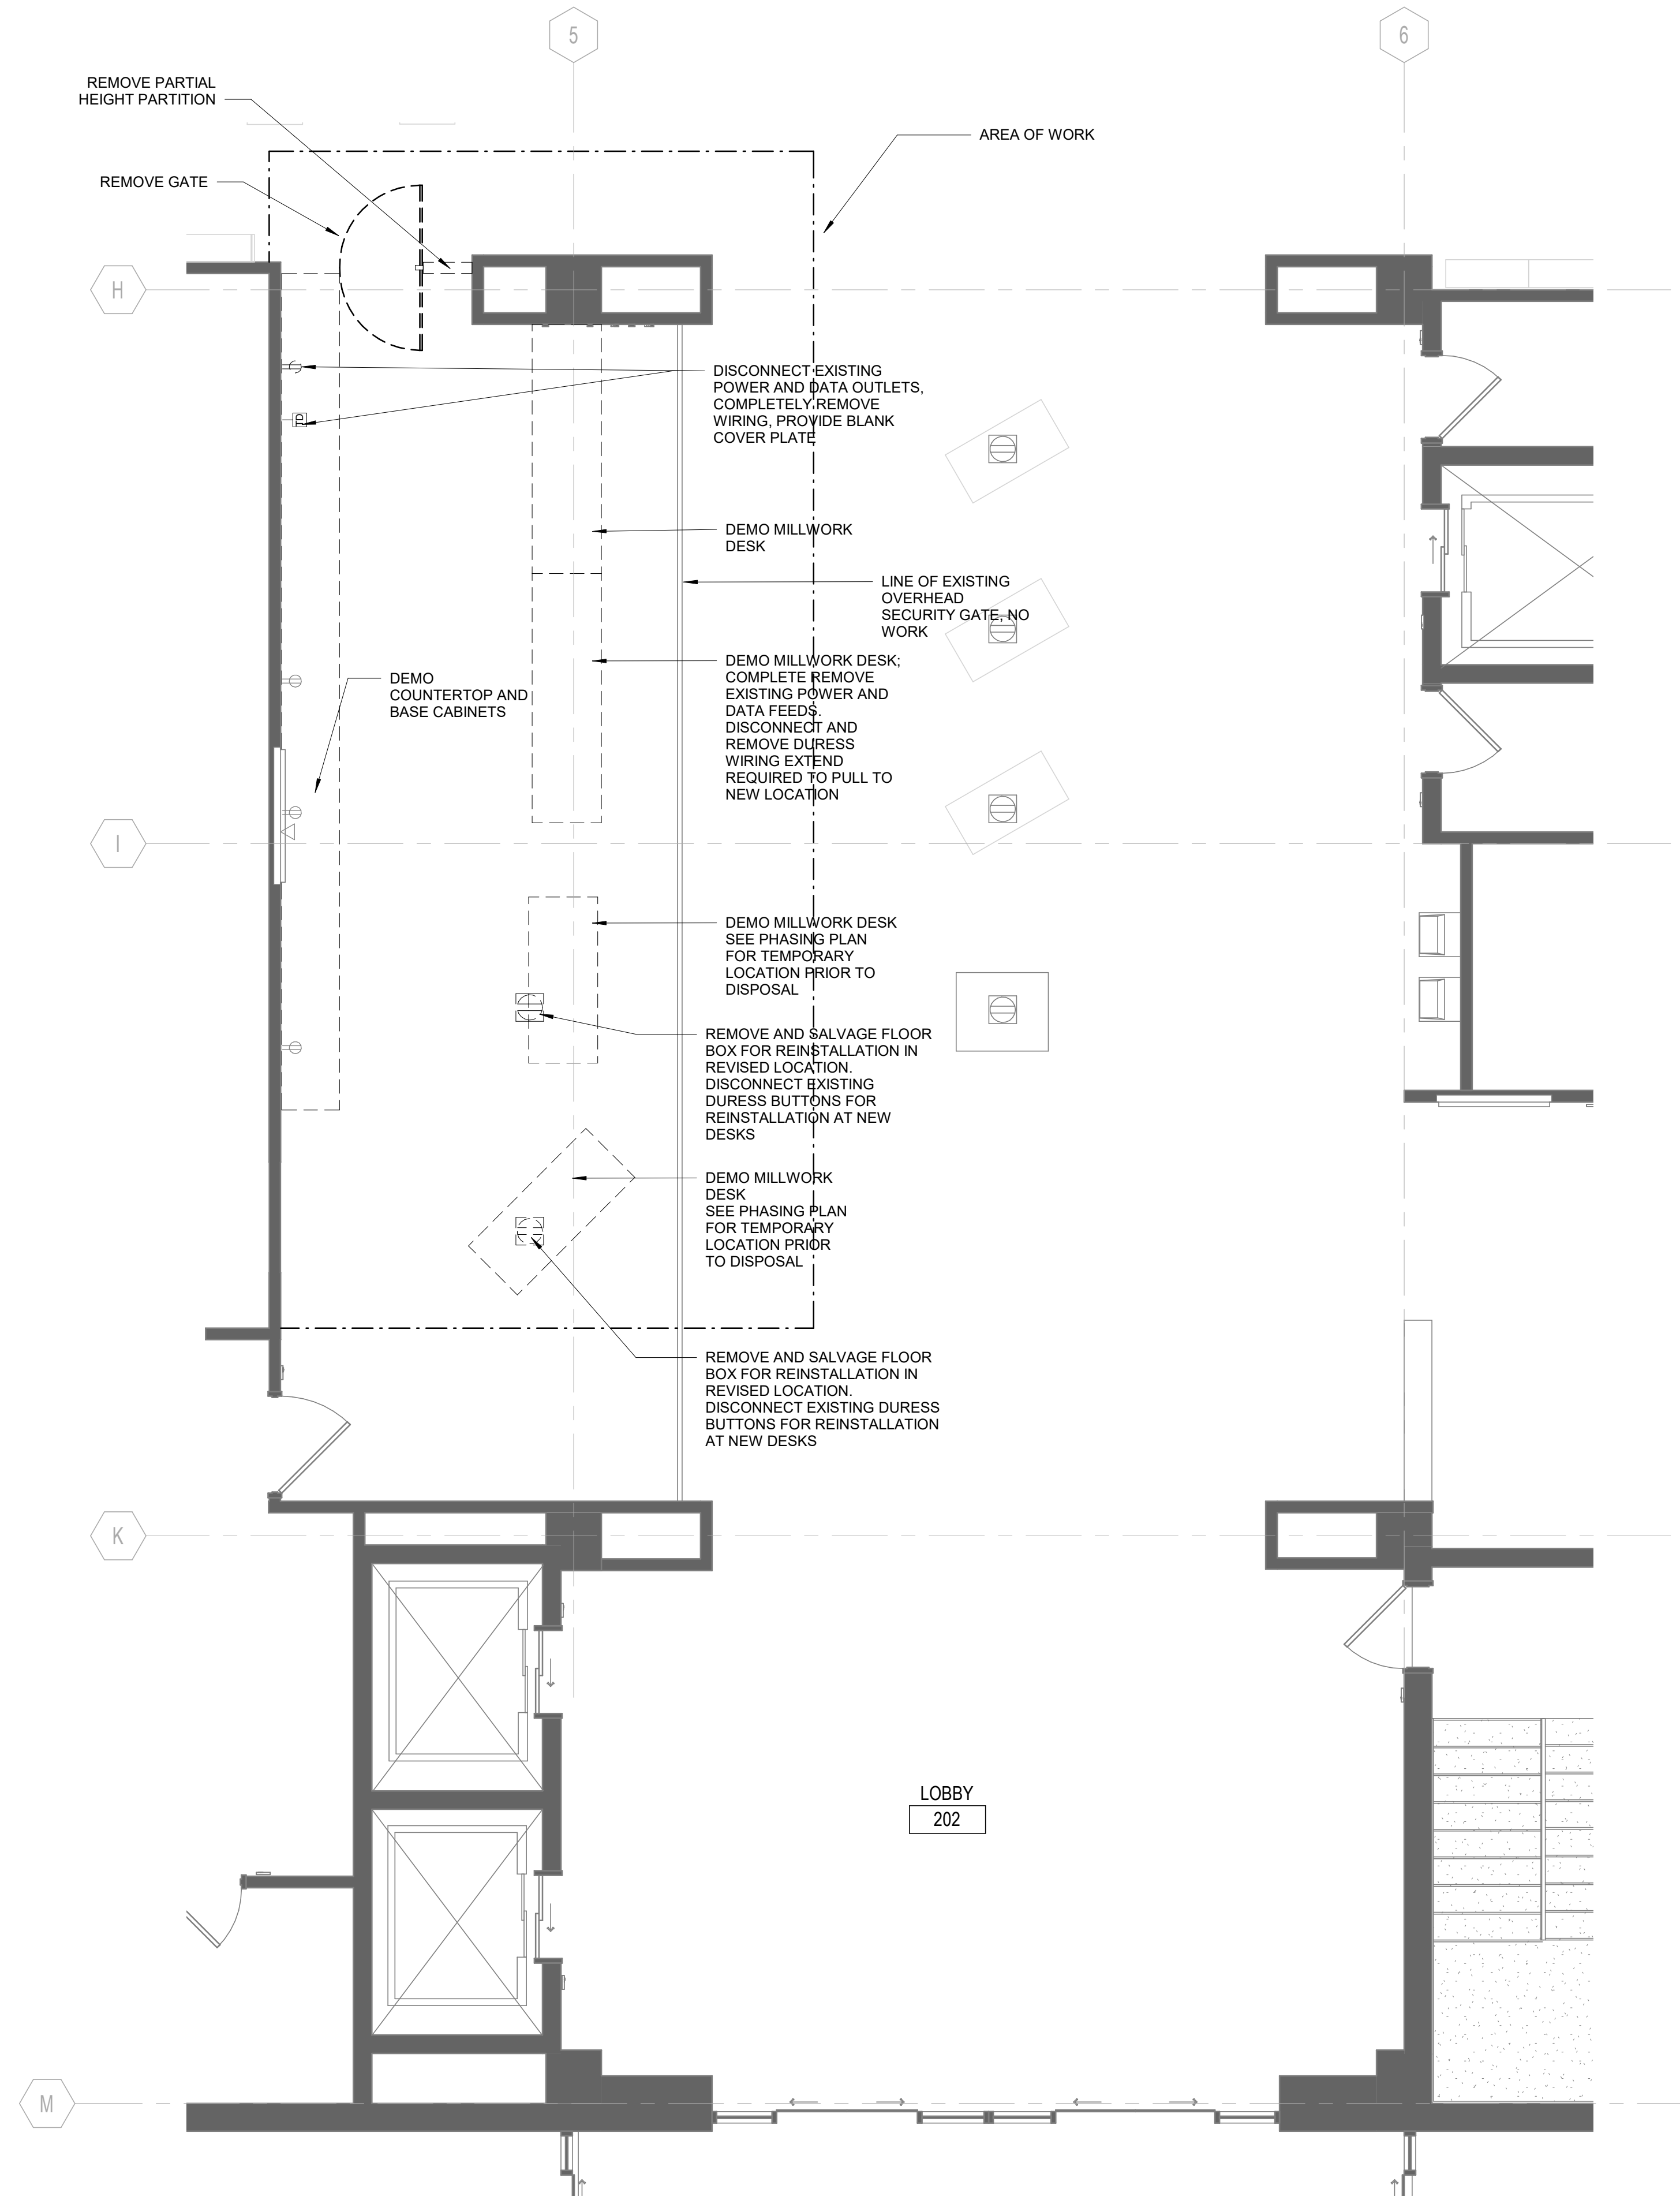 5
6
REMOVE PARTIAL
HEIGHT PARTITION
AREA OF WORK
REMOVE GATE
H
DISCONNECT EXISTING
POWER AND DATA OUTLETS,
COMPLETELY REMOVE
WIRING, PROVIDE BLANK
COVER PLATE
TD
DEMO MILLWORK
DESK
LINE OF EXISTING
OVERHEAD
SECURITY GATE, NO
WORK
DEMO MILLWORK DESK;
COMPLETE REMOVE
EXISTING POWER AND
DATA FEEDS.
DISCONNECT AND
REMOVE DURESS
WIRING EXTEND
REQUIRED TO PULL TO
NEW LOCATION
DEMO
COUNTERTOP AND
BASE CABINETS
I
DEMO MILLWORK DESK
SEE PHASING PLAN
FOR TEMPORARY
LOCATION PRIOR TO
DISPOSAL
REMOVE AND SALVAGE FLOOR
BOX FOR REINSTALLATION IN
REVISED LOCATION.
DISCONNECT EXISTING
DURESS BUTTONS FOR
REINSTALLATION AT NEW
DESKS
DEMO MILLWORK
DESK
SEE PHASING PLAN
FOR TEMPORARY
LOCATION PRIOR
TO DISPOSAL
REMOVE AND SALVAGE FLOOR
BOX FOR REINSTALLATION IN
REVISED LOCATION.
DISCONNECT EXISTING DURESS
BUTTONS FOR REINSTALLATION
AT NEW DESKS
K
LOBBY
202
M